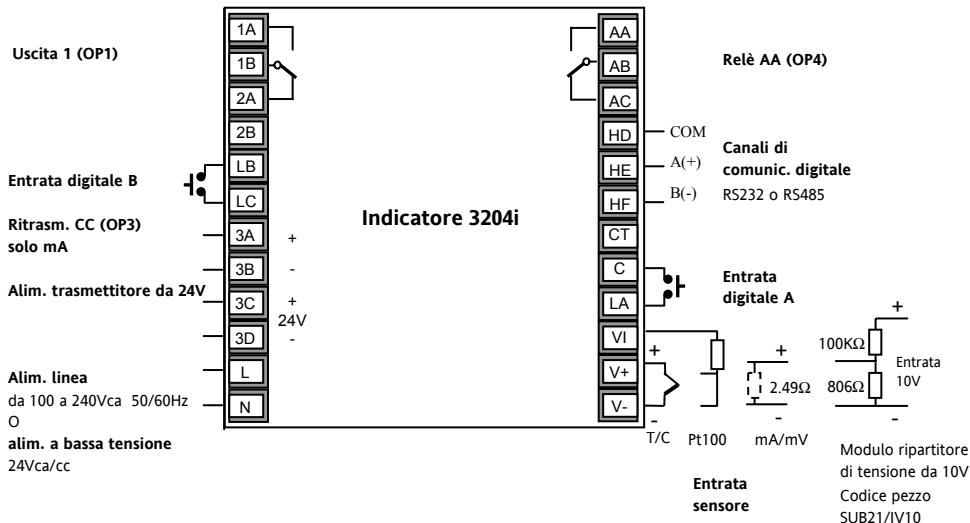 Uscita 1 (OP1)
Entrata digitale B
Ritrasm. CC (OP3)
solo mA
Alim. trasmettitore da 24V
Alim. linea
da 100 a 240Vca 50/60Hz
O
alim. a bassa tensione
24Vca/cc
1A
1B
2A
2B
LB
LC
3A
3B
3C
3D
L
N
+
-
+
24V
-
Indicatore 3204i
AA
AB
AC
HD
HE
HF
CT
C
LA
VI
V+
V-
COM
A(+)
B(-)
Relè AA (OP4)
Canali di
comunic. digitale
RS232 o RS485
Entrata
digitale A
+
-
T/C
Pt100
+
2.49Ω
-
mA/mV
+
100KΩ
806Ω
Entrata
10V
-
Entrata
sensore
Modulo ripartitore
di tensione da 10V
Codice pezzo
SUB21/IV10